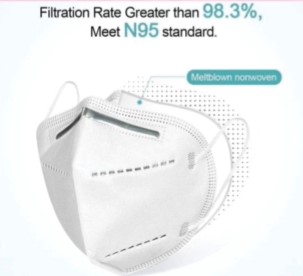 Filtration Rate Greater than 98.3%,
Meet N95 standard.
Meltblown nonwoven